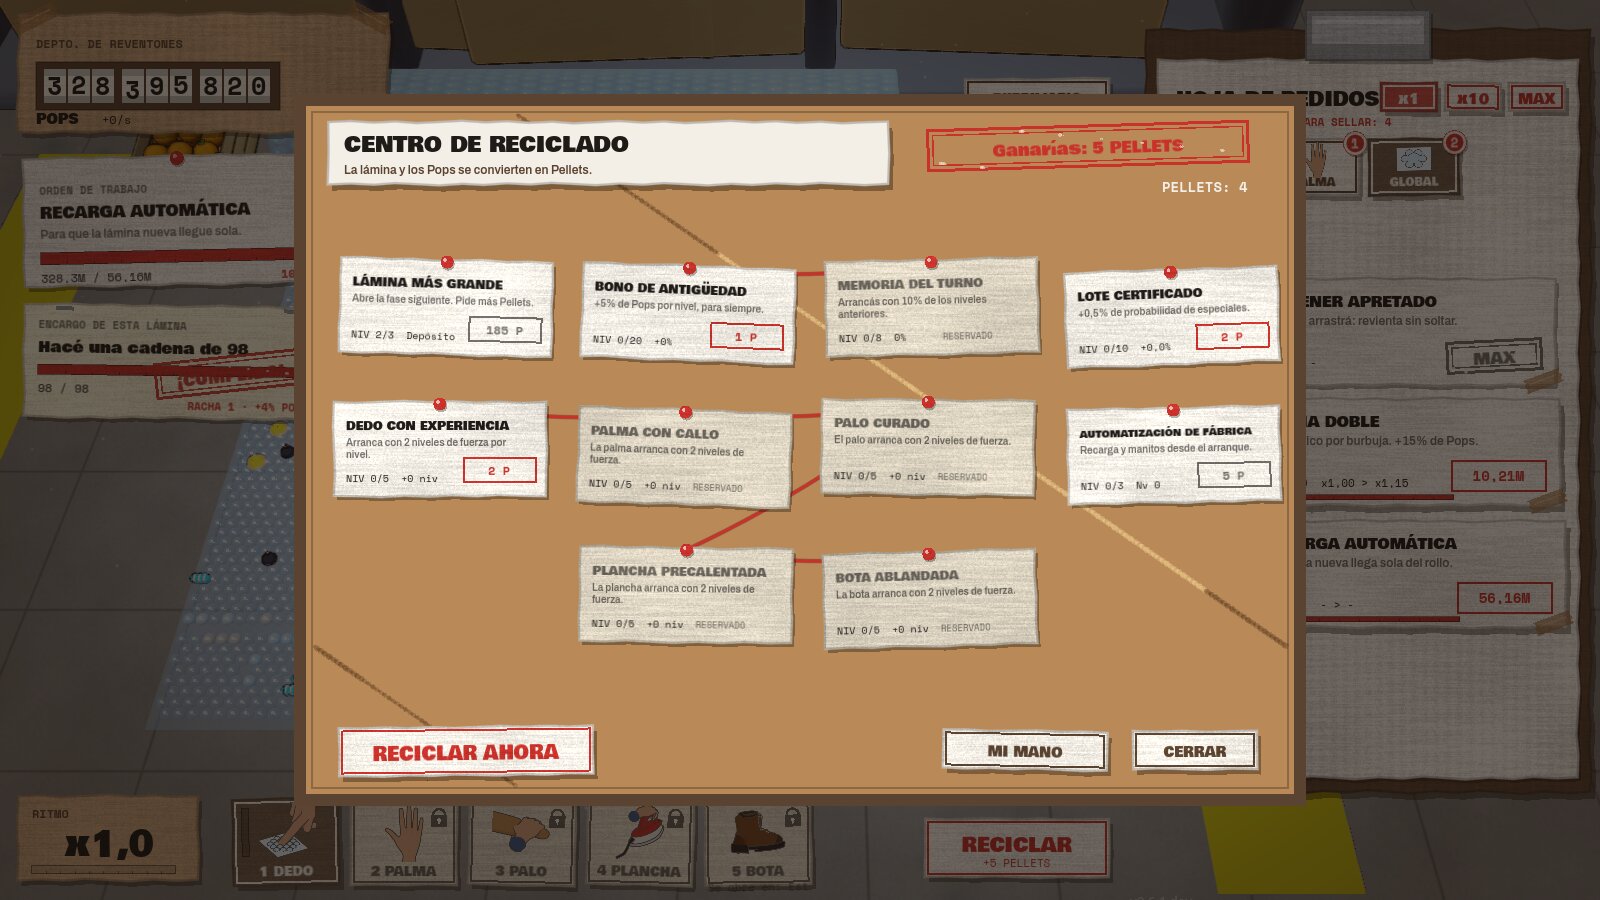 DEPTO. DE REVENTONES
328 395 820
POPS +0/s
ORDEN DE TRABAJO
RECARGA AUTOMÁTICA
Para que la lámina nueva llegue sola.
328.3M / 56,16M
ENCARGO DE ESTA LÁMINA
Hacé una cadena de 98
98 / 98
RACHA 1 · +4% PO
CENTRO DE RECICLADO
La lámina y los Pops se convierten en Pellets.
Ganarías: 5 PELLETS
PELLETS: 4
LÁMINA MÁS GRANDE
Abre la fase siguiente. Pide más Pellets.
NIV 2/3 Depósito 185 P
BONO DE ANTIGÜEDAD
+5% de Pops por nivel, para siempre.
NIV 0/20 +0% 1 P
MEMORIA DEL TURNO
Arrancás con 10% de los niveles
anteriores.
NIV 0/8 0% RESERVADO
LOTE CERTIFICADO
+0,5% de probabilidad de especiales.
NIV 0/10 +0,0% 2 P
DEDO CON EXPERIENCIA
Arranca con 2 niveles de fuerza por
nivel.
NIV 0/5 +0 niv 2 P
PALMA CON CALLO
La palma arranca con 2 niveles de
fuerza.
NIV 0/5 +0 niv RESERVADO
PALO CURADO
El palo arranca con 2 niveles de fuerza.
NIV 0/5 +0 niv RESERVADO
AUTOMATIZACIÓN DE FÁBRICA
Recarga y manitos desde el arranque.
NIV 0/3 Nv 0 5 P
PLANCHA PRECALENTADA
La plancha arranca con 2 niveles de
fuerza.
NIV 0/5 +0 niv RESERVADO
BOTA ABLANDADA
La bota arranca con 2 niveles de fuerza.
NIV 0/5 +0 niv RESERVADO
RECICLAR AHORA
MI MANO
CERRAR
HOJA DE PEDIDOS x1 x10 MAX
ARA SELLAR: 4
1 2
LMA GLOBAL
ENER APRETADO
arrastrá: revienta sin soltar.
- MAX
A DOBLE
ico por burbuja. +15% de Pops.
x1,00 > x1,15 10,21M
RGA AUTOMÁTICA
a nueva llega sola del rollo.
- > - 56,16M
RITMO
x1,0
1 DEDO
2 PALMA
3 PALO
4 PLANCHA
5 BOTA
RECICLAR
+5 PELLETS